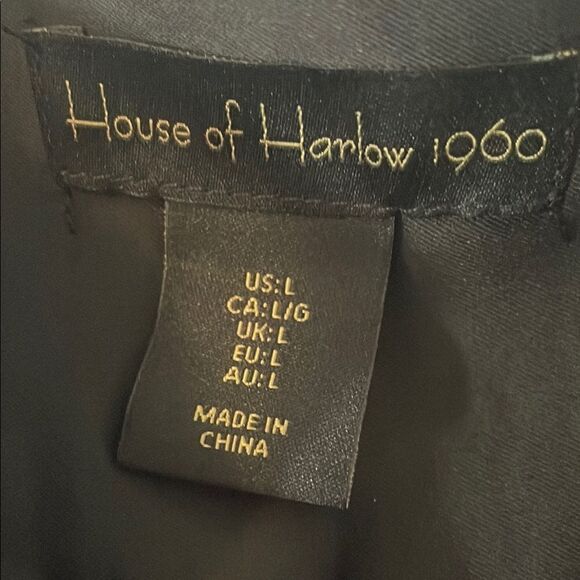 House of Harlow 1960
US: L
CA: L/G
UK: L
EU: L
AU: L
MADE IN
CHINA